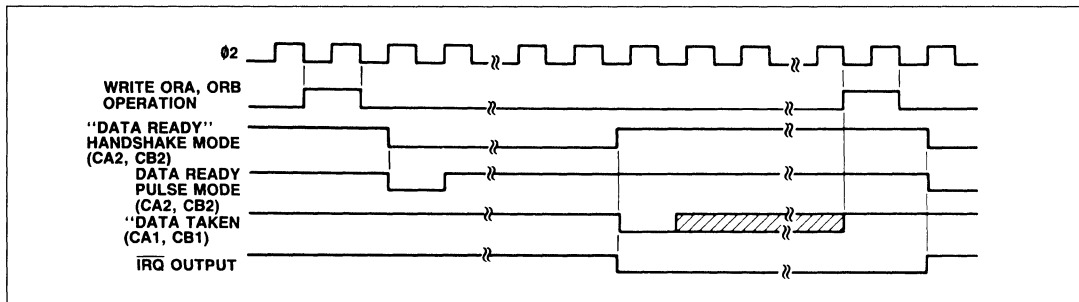 ϕ2
WRITE ORA, ORB
OPERATION
"DATA READY"
HANDSHAKE MODE
(CA2, CB2)
DATA READY
PULSE MODE
(CA2, CB2)
"DATA TAKEN
(CA1, CB1)
I̅R̅Q̅ OUTPUT